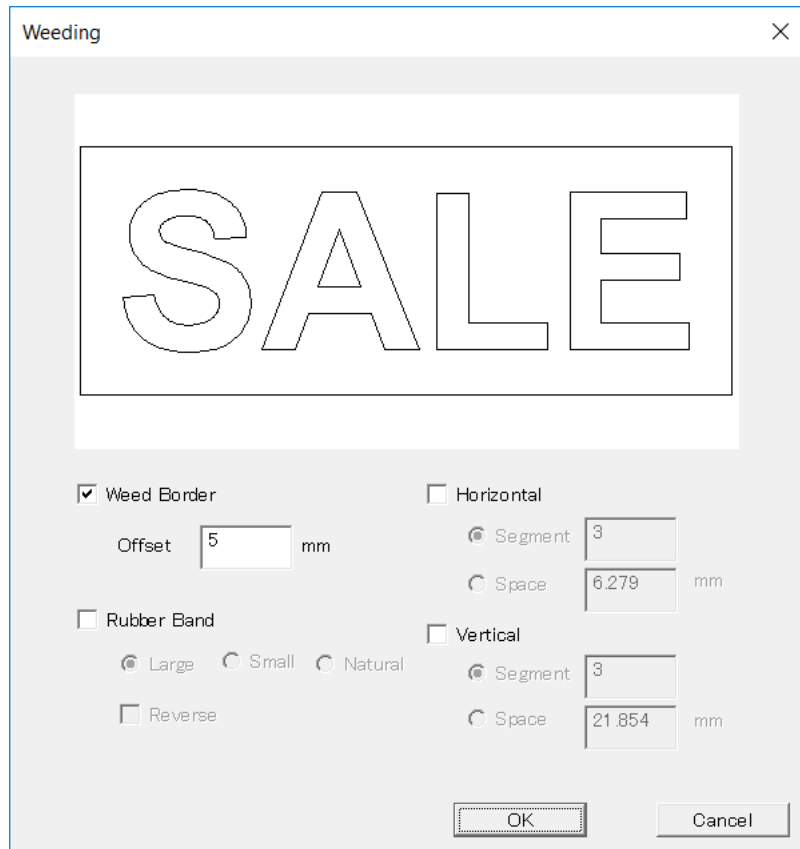 Weeding
SALE
Weed Border
Offset 5 mm
Rubber Band
Large Small Natural
Reverse
Horizontal
Segment 3
Space 6.279 mm
Vertical
Segment 3
Space 21.854 mm
OK Cancel